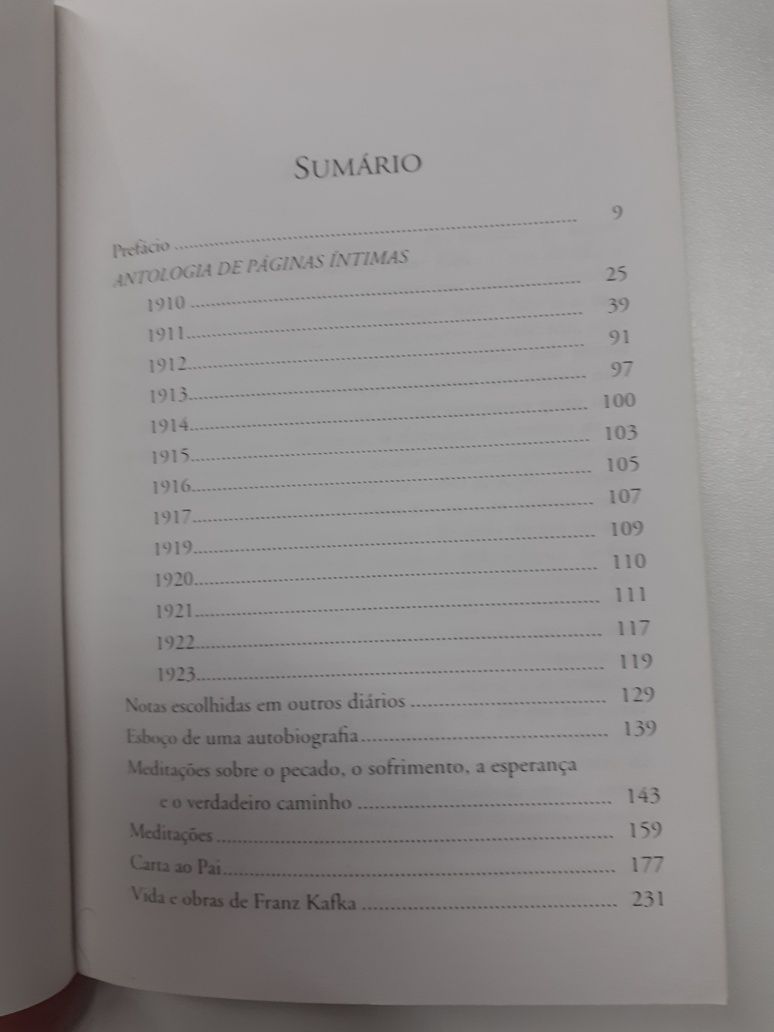 SUMÁRIO
Prefácio ........ 9
ANTOLOGIA DE PÁGINAS ÍNTIMAS
1910 ........ 25
1911 ........ 39
1912 ........ 91
1913 ........ 97
1914 ........ 100
1915 ........ 103
1916 ........ 105
1917 ........ 107
1919 ........ 109
1920 ........ 110
1921 ........ 111
1922 ........ 117
1923 ........ 119
Notas escolhidas em outros diários ........ 129
Esboço de uma autobiografia ........ 139
Meditações sobre o pecado, o sofrimento, a esperança
e o verdadeiro caminho ........ 143
Meditações ........ 159
Carta ao Pai ........ 177
Vida e obras de Franz Kafka ........ 231